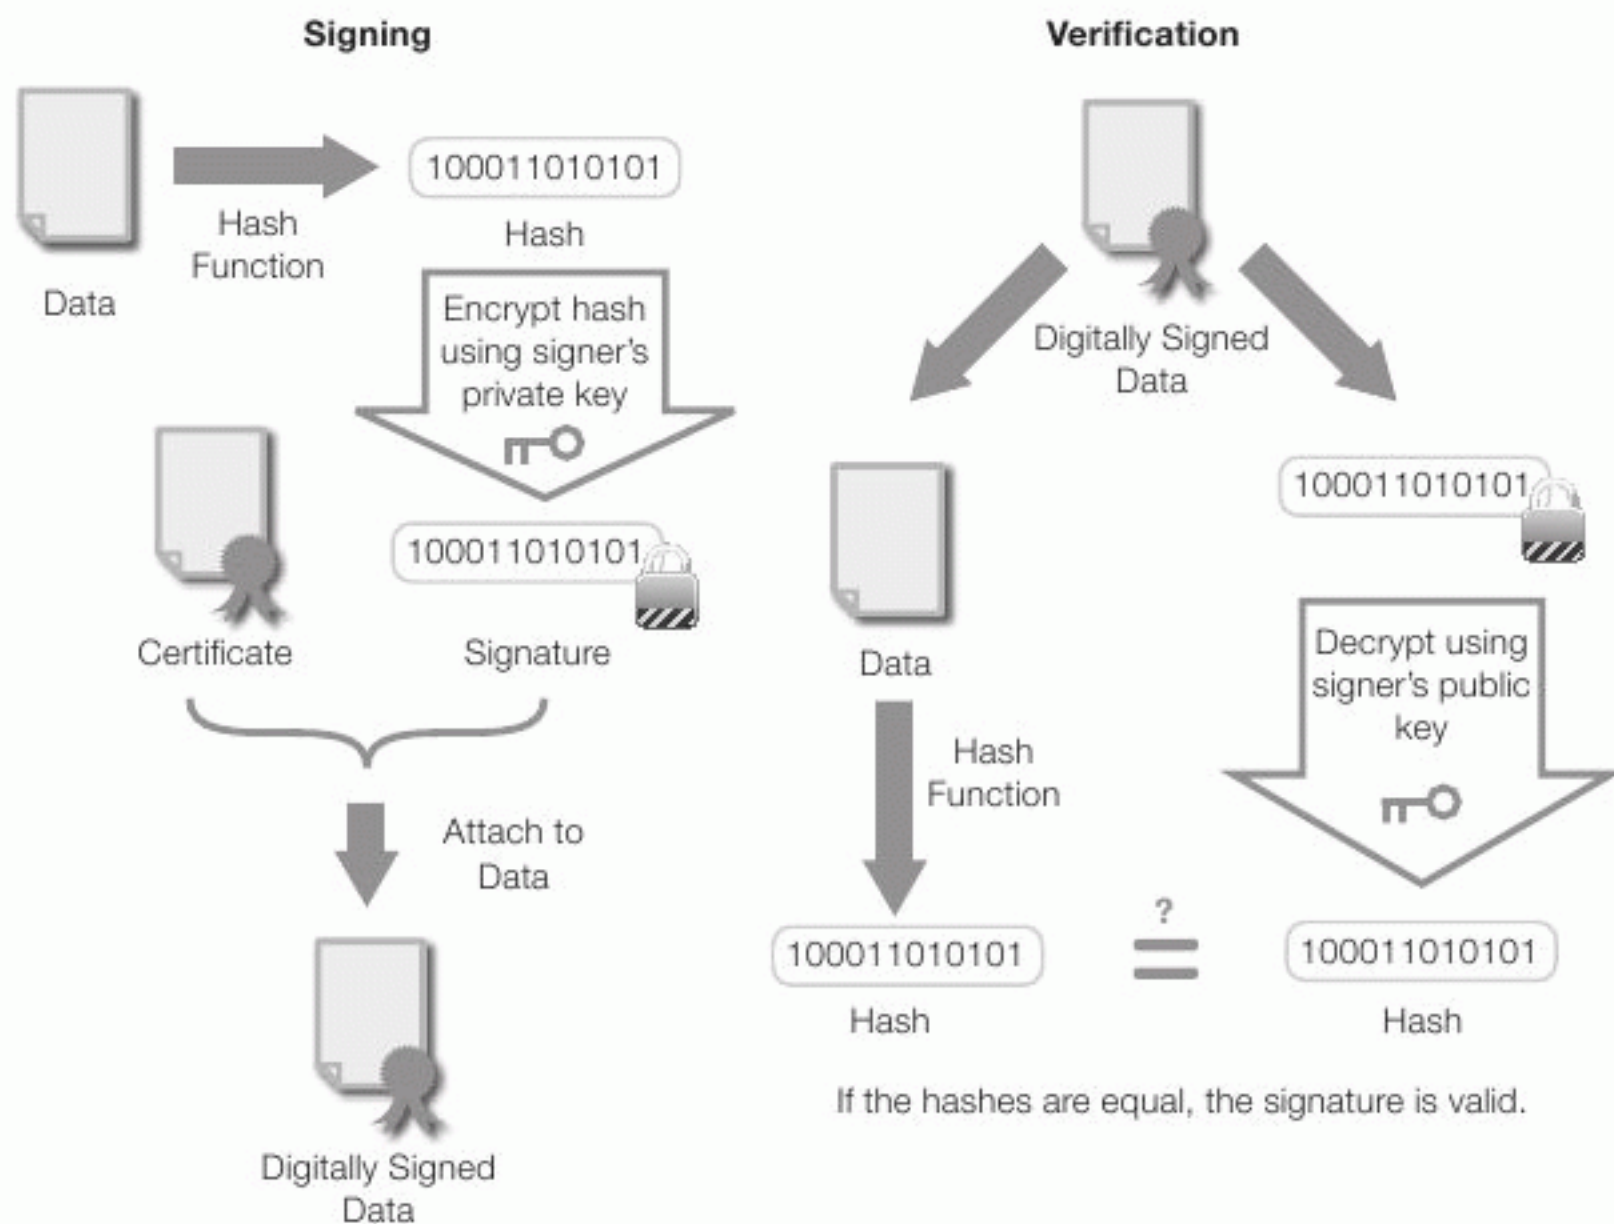 Signing
Data
Hash
Function
100011010101
Hash
Encrypt hash
using signer's
private key
Certificate
100011010101
Signature
Attach to
Data
Digitally Signed
Data
Verification
Digitally Signed
Data
Data
Hash
Function
100011010101
Hash
100011010101
Decrypt using
signer's public
key
?
=
100011010101
Hash
If the hashes are equal, the signature is valid.